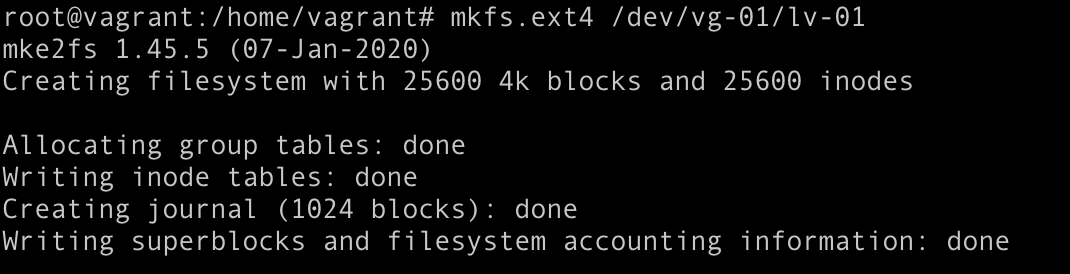 root@vagrant:/home/vagrant# mkfs.ext4 /dev/vg-01/lv-01
mke2fs 1.45.5 (07-Jan-2020)
Creating filesystem with 25600 4k blocks and 25600 inodes
Allocating group tables: done
Writing inode tables: done
Creating journal (1024 blocks): done
Writing superblocks and filesystem accounting information: done